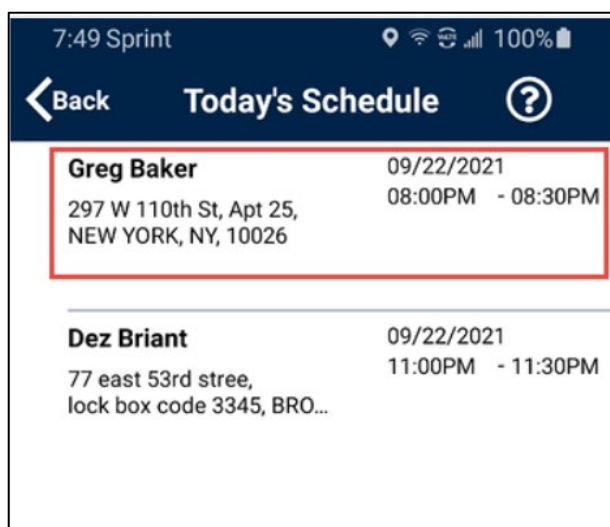 7:49 Sprint 100%
Back Today's Schedule ?
Greg Baker 09/22/2021
297 W 110th St, Apt 25, 08:00PM - 08:30PM
NEW YORK, NY, 10026
Dez Briant 09/22/2021
77 east 53rd stree, 11:00PM - 11:30PM
lock box code 3345, BRO...